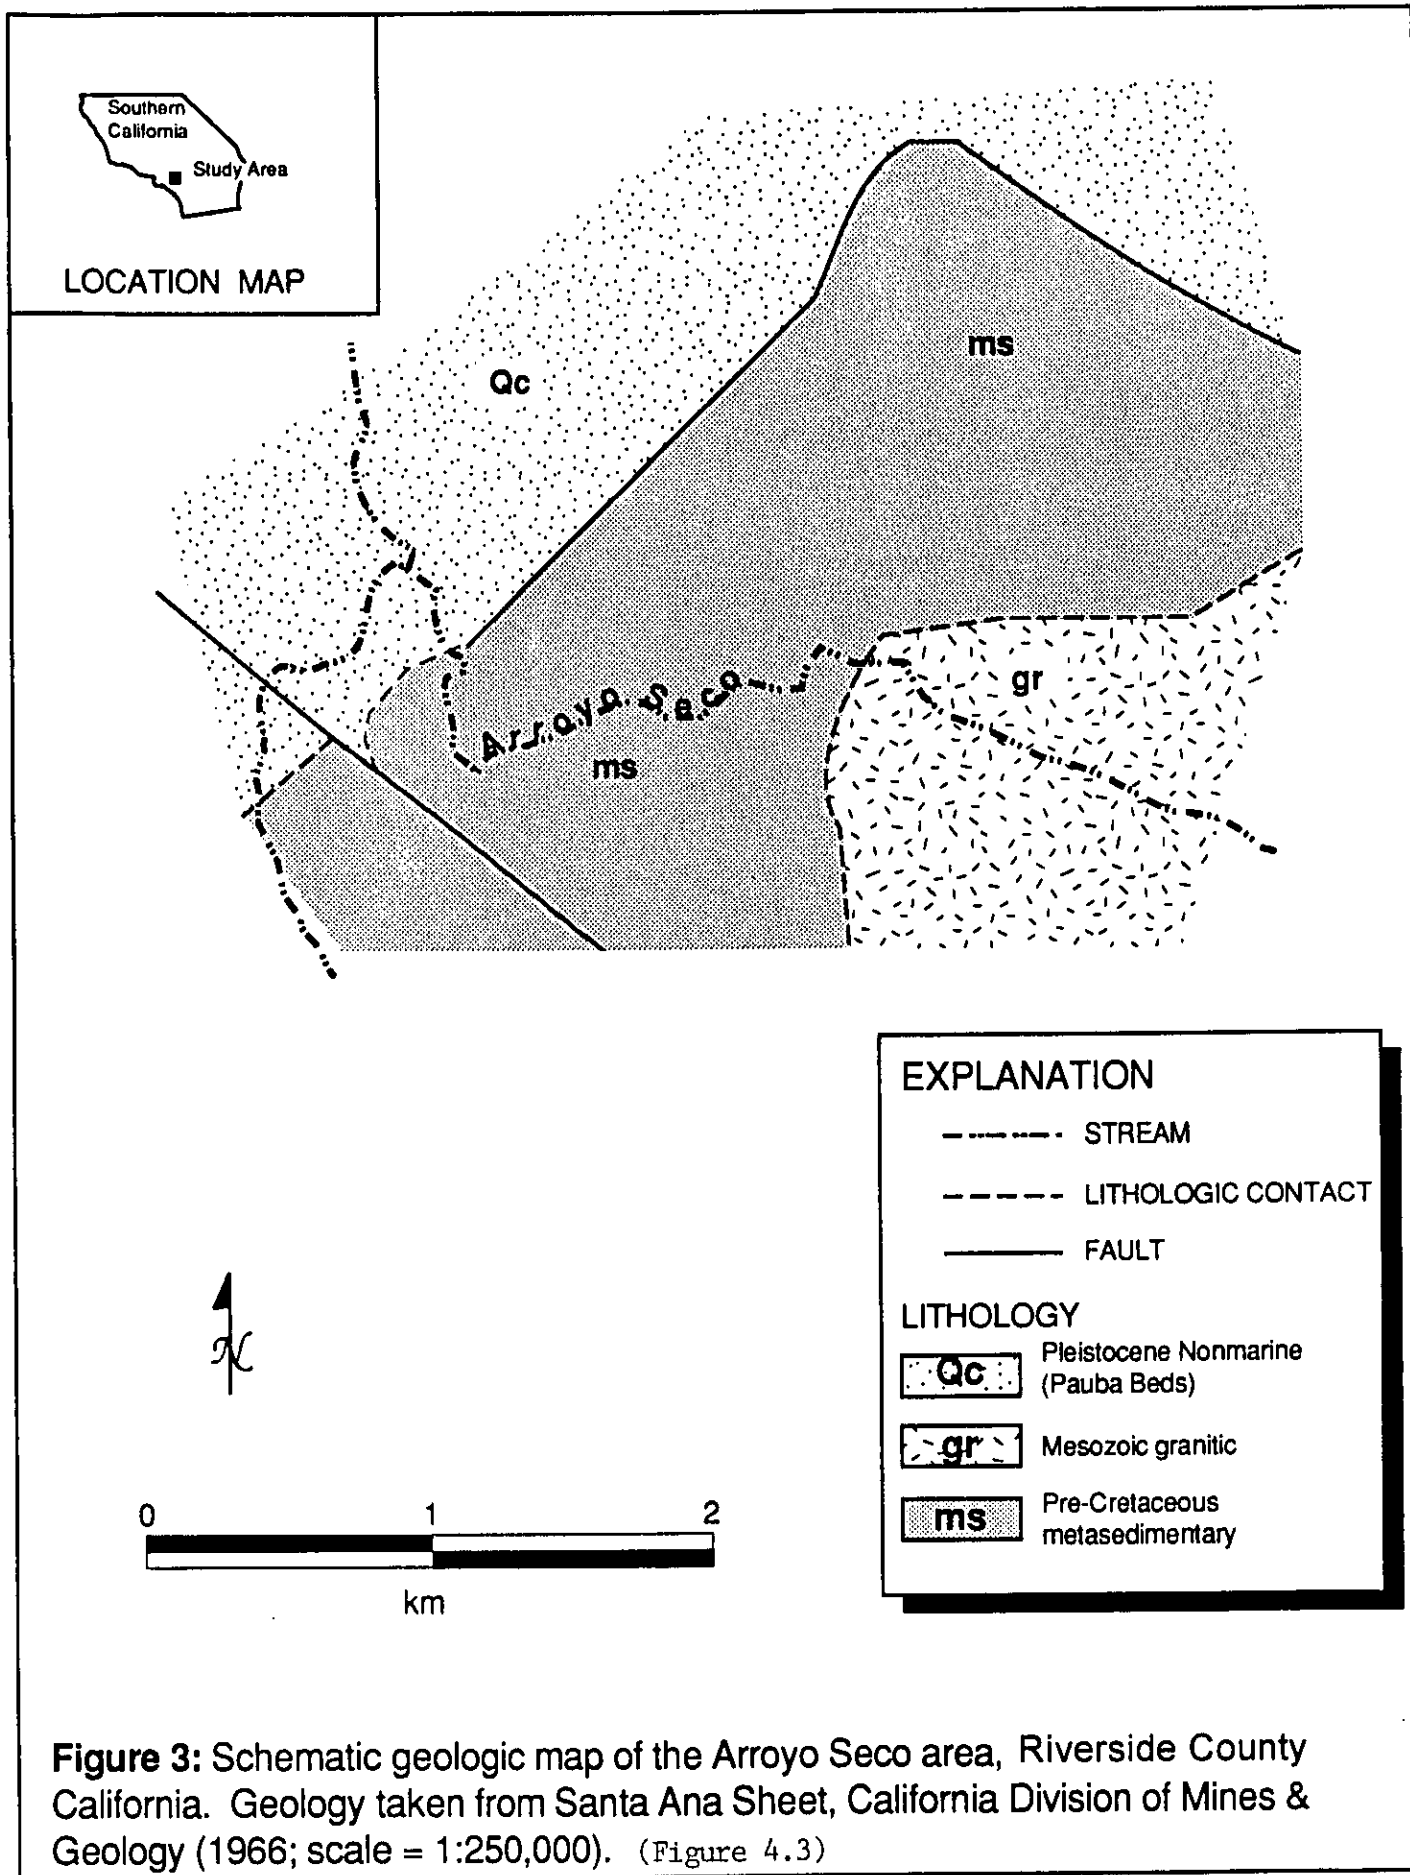 Southern
California
Study Area
LOCATION MAP
Qc
ms
gr
Arroyo Seco
ms
EXPLANATION
STREAM
LITHOLOGIC CONTACT
FAULT
LITHOLOGY
Qc
Pleistocene Nonmarine
(Pauba Beds)
gr
Mesozoic granitic
ms
Pre-Cretaceous
metasedimentary
N
0 1 2
km
Figure 3: Schematic geologic map of the Arroyo Seco area, Riverside County
California. Geology taken from Santa Ana Sheet, California Division of Mines &
Geology (1966; scale = 1:250,000). (Figure 4.3)